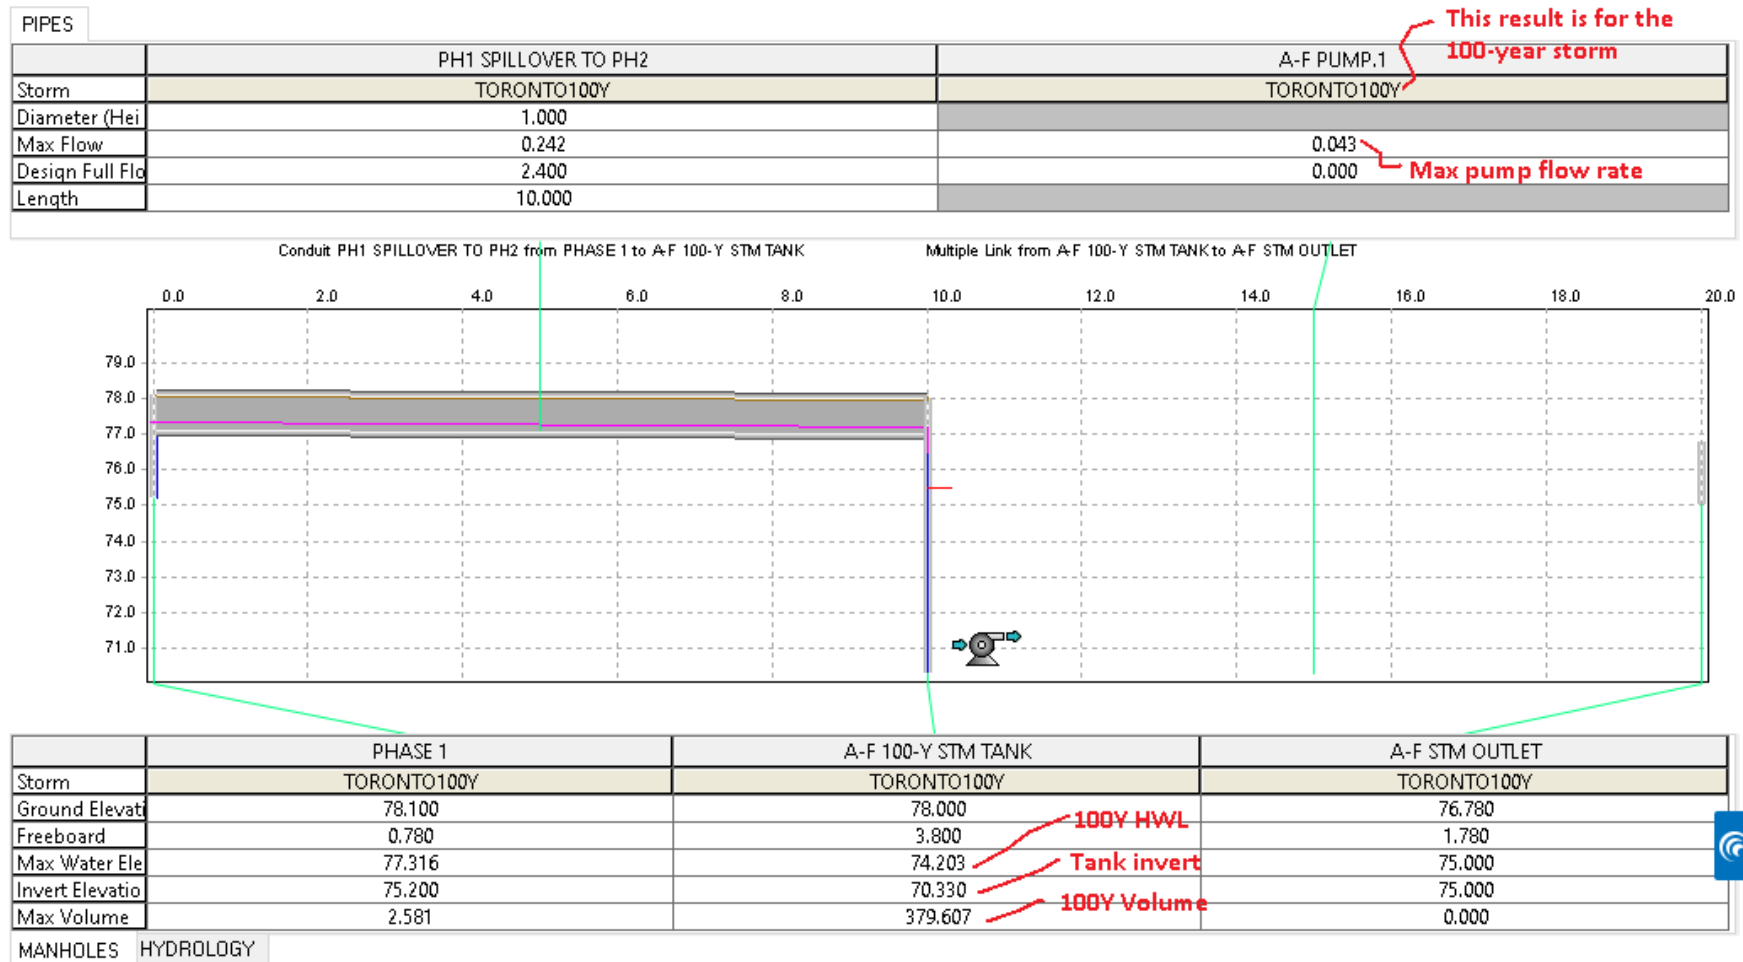 PIPES
This result is for the
100-year storm
PH1 SPILLOVER TO PH2 A-F PUMP.1
Storm TORONTO100Y TORONTO100Y
Diameter (Hei 1.000
Max Flow 0.242 0.043
Design Full Flo 2.400 0.000 Max pump flow rate
Length 10.000
Conduit PH1 SPILLOVER TO PH2 from PHASE 1 to A-F 100-Y STM TANK Multiple Link from A-F 100-Y STM TANK to A-F STM OUTLET
0.0 2.0 4.0 6.0 8.0 10.0 12.0 14.0 16.0 18.0 20.0
79.0
78.0
77.0
76.0
75.0
74.0
73.0
72.0
71.0
PHASE 1 A-F 100-Y STM TANK A-F STM OUTLET
Storm TORONTO100Y TORONTO100Y TORONTO100Y
Ground Elevati 78.100 78.000 76.780
100Y HWL
Freeboard 0.780 3.800 1.780
Max Water Ele 77.316 74.203 Tank invert 75.000
Invert Elevatio 75.200 70.330 75.000
100Y Volume
Max Volume 2.581 379.607 0.000
MANHOLES HYDROLOGY